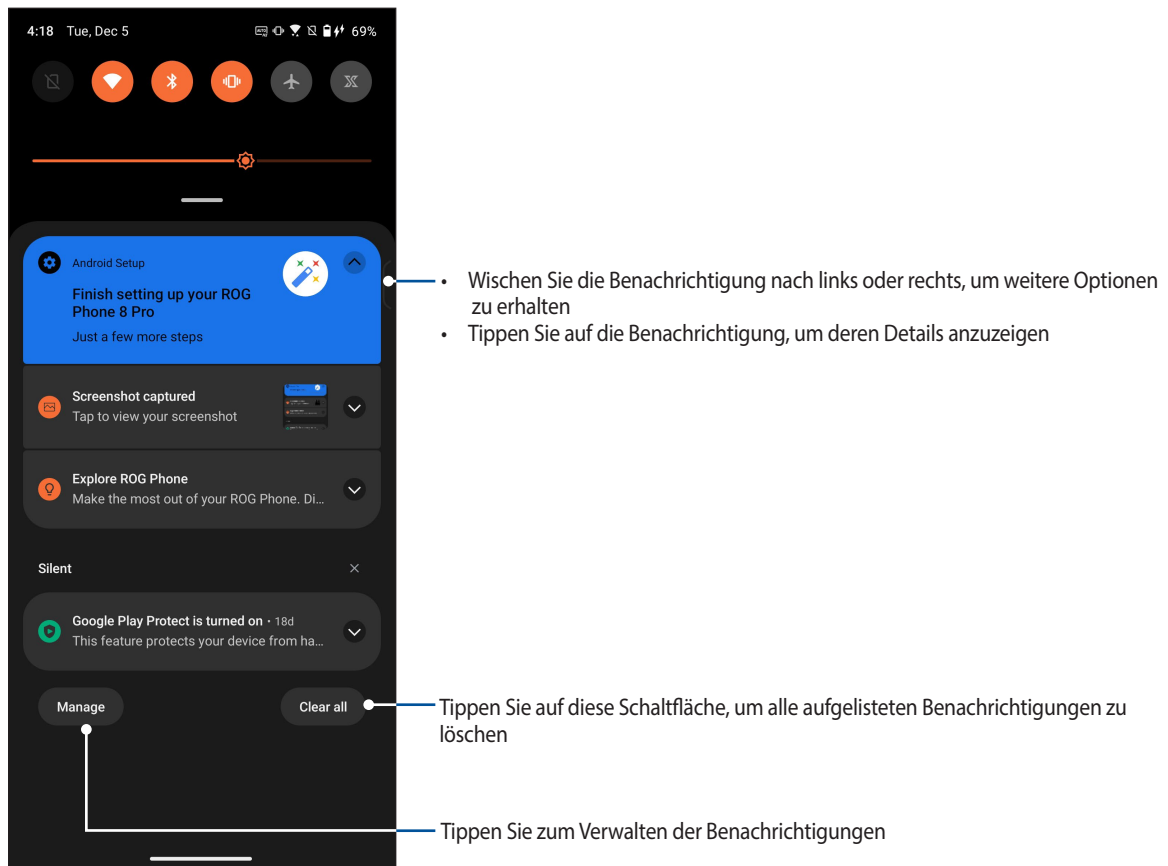 4:18 Tue, Dec 5 69%
Android Setup
Finish setting up your ROG
Phone 8 Pro
Just a few more steps
• Wischen Sie die Benachrichtigung nach links oder rechts, um weitere Optionen
zu erhalten
• Tippen Sie auf die Benachrichtigung, um deren Details anzuzeigen
Screenshot captured
Tap to view your screenshot
Explore ROG Phone
Make the most out of your ROG Phone. Di...
Silent
Google Play Protect is turned on • 18d
This feature protects your device from ha...
Manage
Clear all
Tippen Sie auf diese Schaltfläche, um alle aufgelisteten Benachrichtigungen zu
löschen
Tippen Sie zum Verwalten der Benachrichtigungen